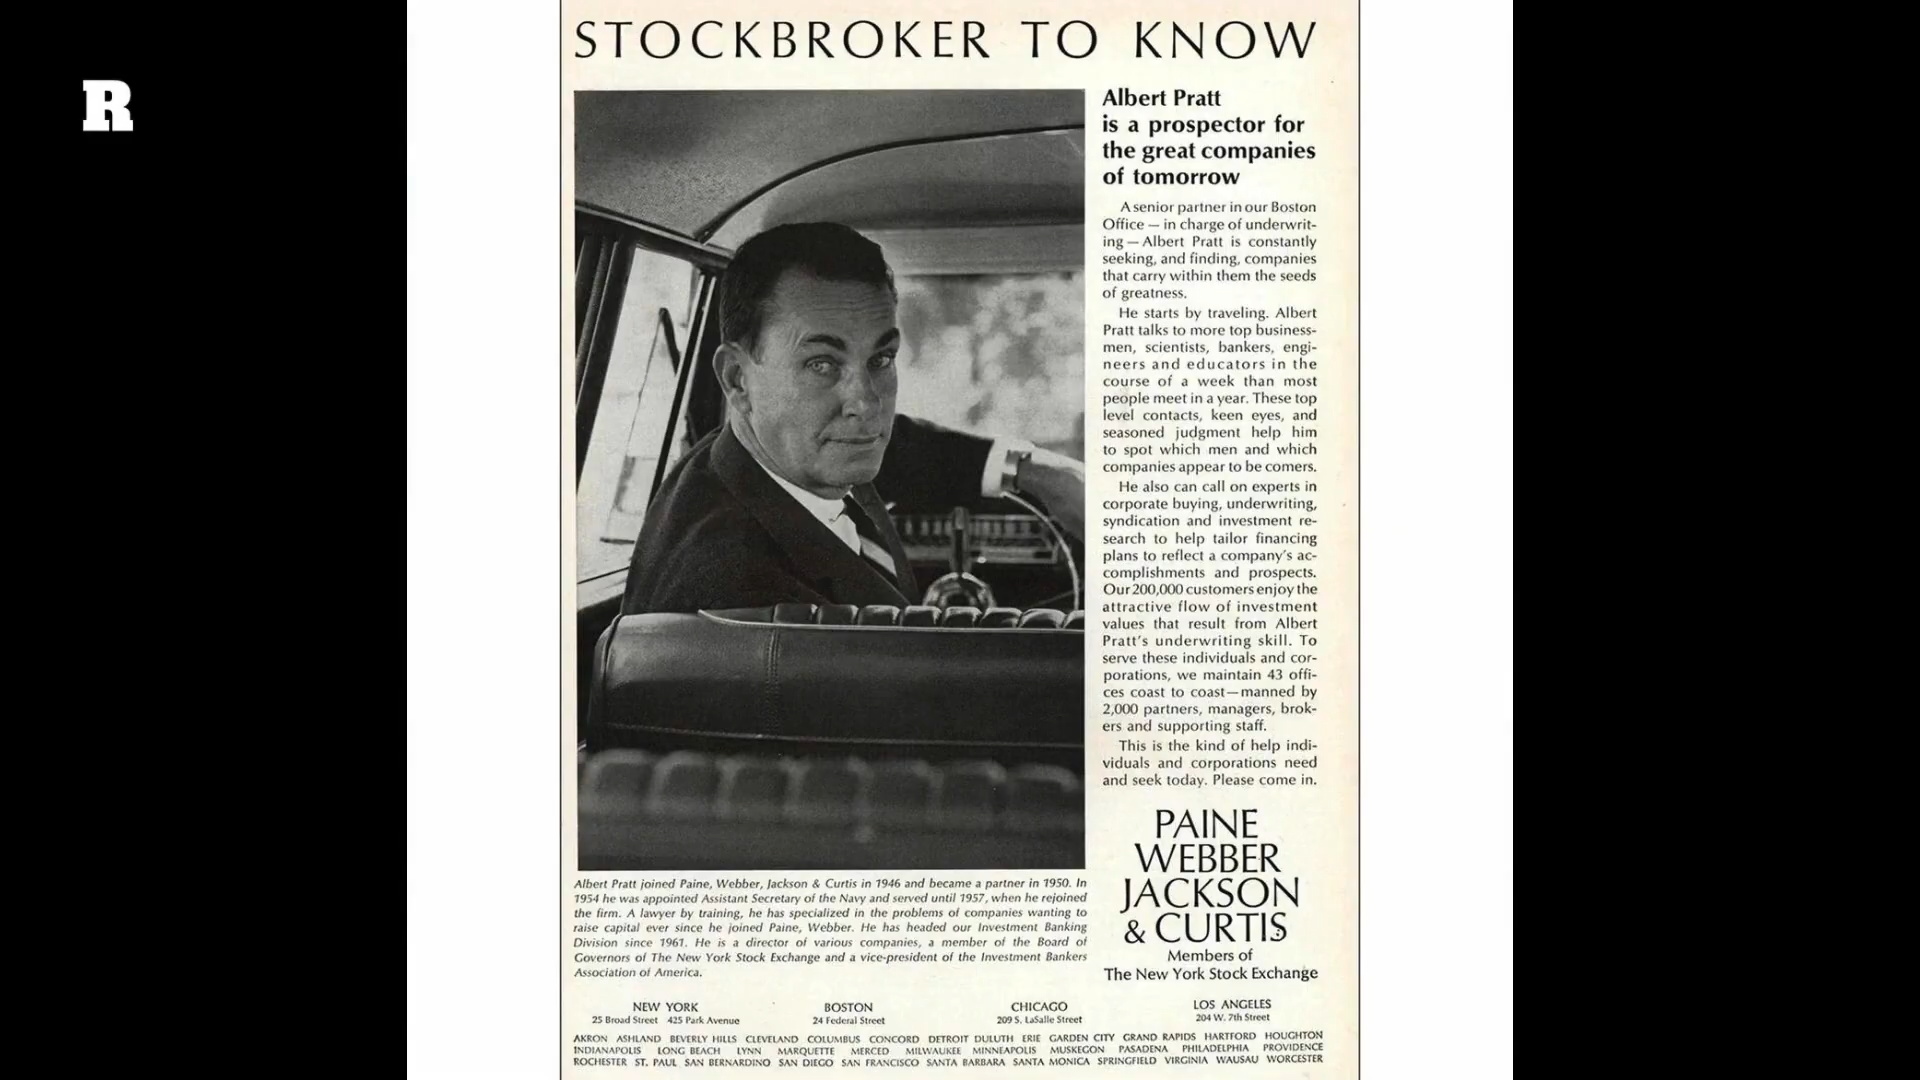 R
STOCKBROKER TO KNOW
Albert Pratt
is a prospector for
the great companies
of tomorrow
A senior partner in our Boston
Office — in charge of underwrit-
ing — Albert Pratt is constantly
seeking, and finding, companies
that carry within them the seeds
of greatness.
He starts by traveling. Albert
Pratt talks to more top business-
men, scientists, bankers, engi-
neers and educators in the
course of a week than most
people meet in a year. These top
level contacts, keen eyes, and
seasoned judgment help him
to spot which men and which
companies appear to be comers.
He also can call on experts in
corporate buying, underwriting,
syndication and investment re-
search to help tailor financing
plans to reflect a company's ac-
complishments and prospects.
Our 200,000 customers enjoy the
attractive flow of investment
values that result from Albert
Pratt's underwriting skill. To
serve these individuals and cor-
porations, we maintain 43 offi-
ces coast to coast—manned by
2,000 partners, managers, brok-
ers and supporting staff.
This is the kind of help indi-
viduals and corporations need
and seek today. Please come in.
PAINE
WEBBER
JACKSON
& CURTIS
Members of
The New York Stock Exchange
Albert Pratt joined Paine, Webber, Jackson & Curtis in 1946 and became a partner in 1950. In
1954 he was appointed Assistant Secretary of the Navy and served until 1957, when he rejoined
the firm. A lawyer by training, he has specialized in the problems of companies wanting to
raise capital ever since he joined Paine, Webber. He has headed our Investment Banking
Division since 1961. He is a director of various companies, a member of the Board of
Governors of The New York Stock Exchange and a vice-president of the Investment Bankers
Association of America.
NEW YORK
25 Broad Street 425 Park Avenue
BOSTON
24 Federal Street
CHICAGO
209 S. LaSalle Street
LOS ANGELES
204 W. 7th Street
AKRON ASHLAND BEVERLY HILLS CLEVELAND COLUMBUS CONCORD DETROIT DULUTH ERIE GARDEN CITY GRAND RAPIDS HARTFORD HOUGHTON
INDIANAPOLIS LONG BEACH LYNN MARQUETTE MERCED MILWAUKEE MINNEAPOLIS MUSKEGON PASADENA PHILADELPHIA PROVIDENCE
ROCHESTER ST. PAUL SAN BERNARDINO SAN DIEGO SAN FRANCISCO SANTA BARBARA SANTA MONICA SPRINGFIELD VIRGINIA WAUSAU WORCESTER